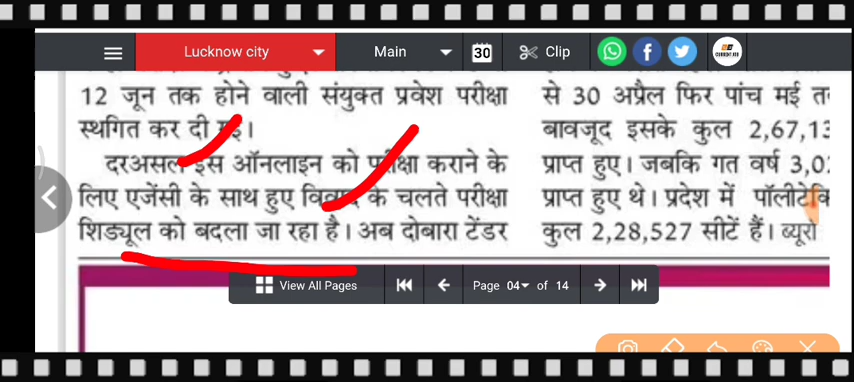 Lucknow city
Main
30
Clip
12 जून तक होने वाली संयुक्त प्रवेश परीक्षा
स्थगित कर दी गई।
दरअसल इस ऑनलाइन को परीक्षा कराने के
लिए एजेंसी के साथ हुए विवाद के चलते परीक्षा
शिड्यूल को बदला जा रहा है। अब दोबारा टेंडर
से 30 अप्रैल फिर पांच मई
बावजूद इसके कुल 2,67,13
प्राप्त हुए। जबकि गत वर्ष 3,0
प्राप्त हुए थे। प्रदेश में
कुल 2,28,527 सीटें हैं। ब्यूरो
View All Pages
Page 04 of 14